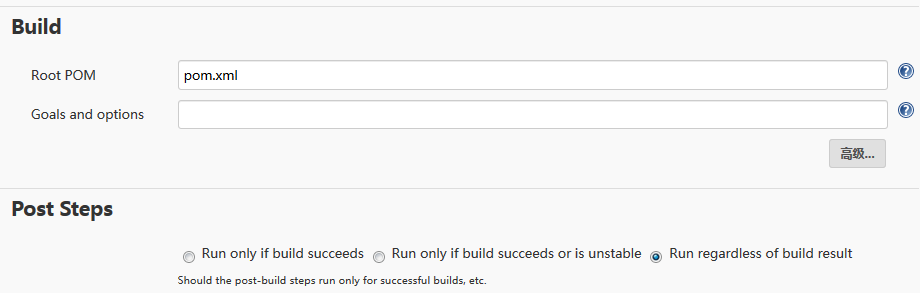 Build
Root POM pom.xml
Goals and options
高级...
Post Steps
Run only if build succeeds Run only if build succeeds or is unstable Run regardless of build result
Should the post-build steps run only for successful builds, etc.